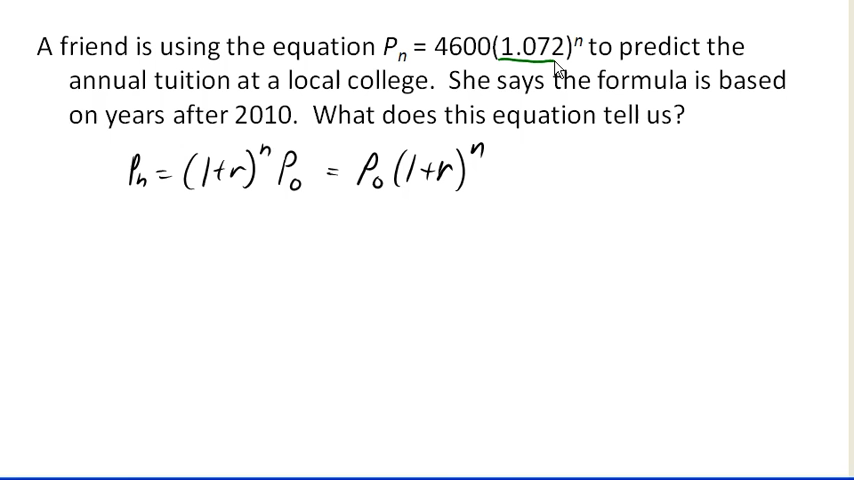 A friend is using the equation Pₙ = 4600(1.072)ⁿ to predict the
annual tuition at a local college. She says the formula is based
on years after 2010. What does this equation tell us?
Pₙ = (1+r)ⁿ P₀ = P₀ (1+r)ⁿ